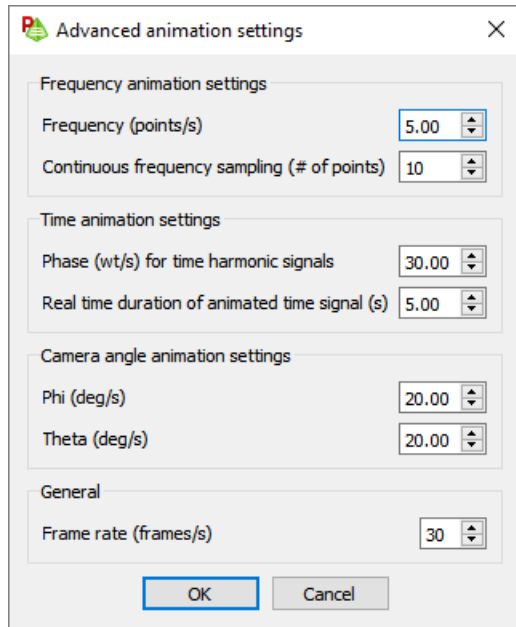 Advanced animation settings
Frequency animation settings
Frequency (points/s) 5.00
Continuous frequency sampling (# of points) 10
Time animation settings
Phase (wt/s) for time harmonic signals 30.00
Real time duration of animated time signal (s) 5.00
Camera angle animation settings
Phi (deg/s) 20.00
Theta (deg/s) 20.00
General
Frame rate (frames/s) 30
OK Cancel